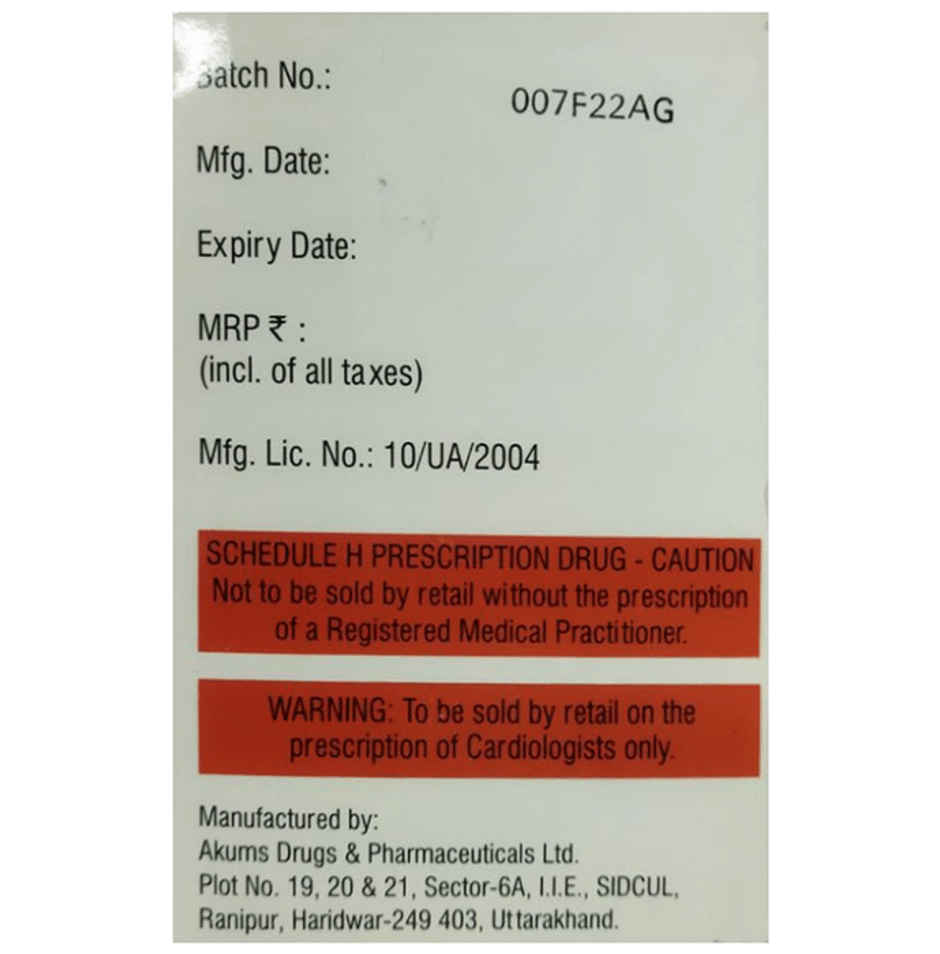 Batch No.:
007F22AG
Mfg. Date:
Expiry Date:
MRP ₹ :
(incl. of all taxes)
Mfg. Lic. No.: 10/UA/2004
SCHEDULE H PRESCRIPTION DRUG - CAUTION
Not to be sold by retail without the prescription
of a Registered Medical Practitioner.
WARNING: To be sold by retail on the
prescription of Cardiologists only.
Manufactured by:
Akums Drugs & Pharmaceuticals Ltd.
Plot No. 19, 20 & 21, Sector-6A, I.I.E., SIDCUL,
Ranipur, Haridwar-249 403, Uttarakhand.